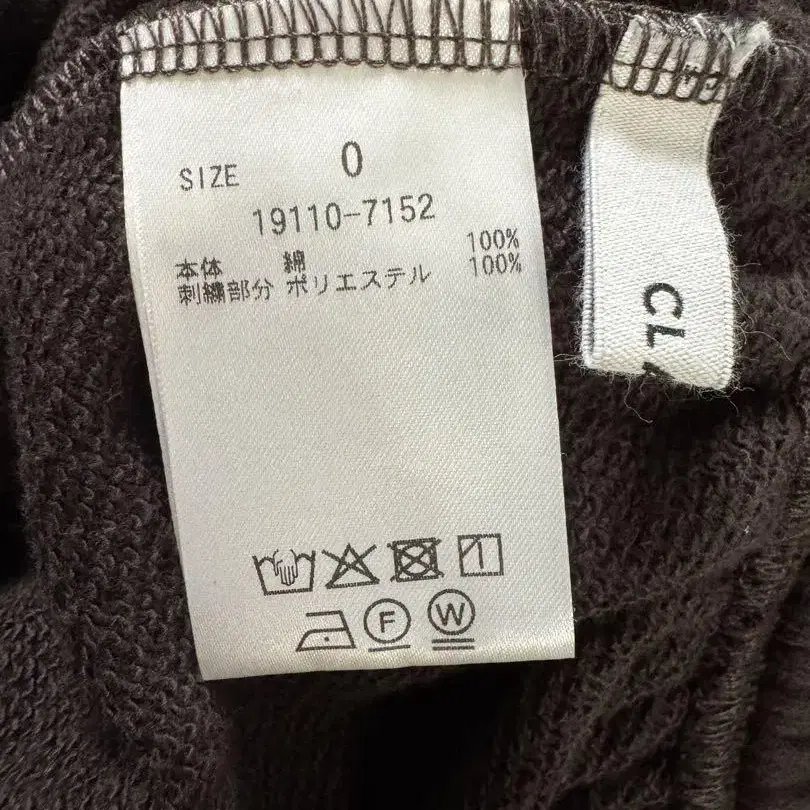 SIZE 0
19110-7152
本体 綿 100%
刺繍部分 ポリエステル 100%
F W
CL